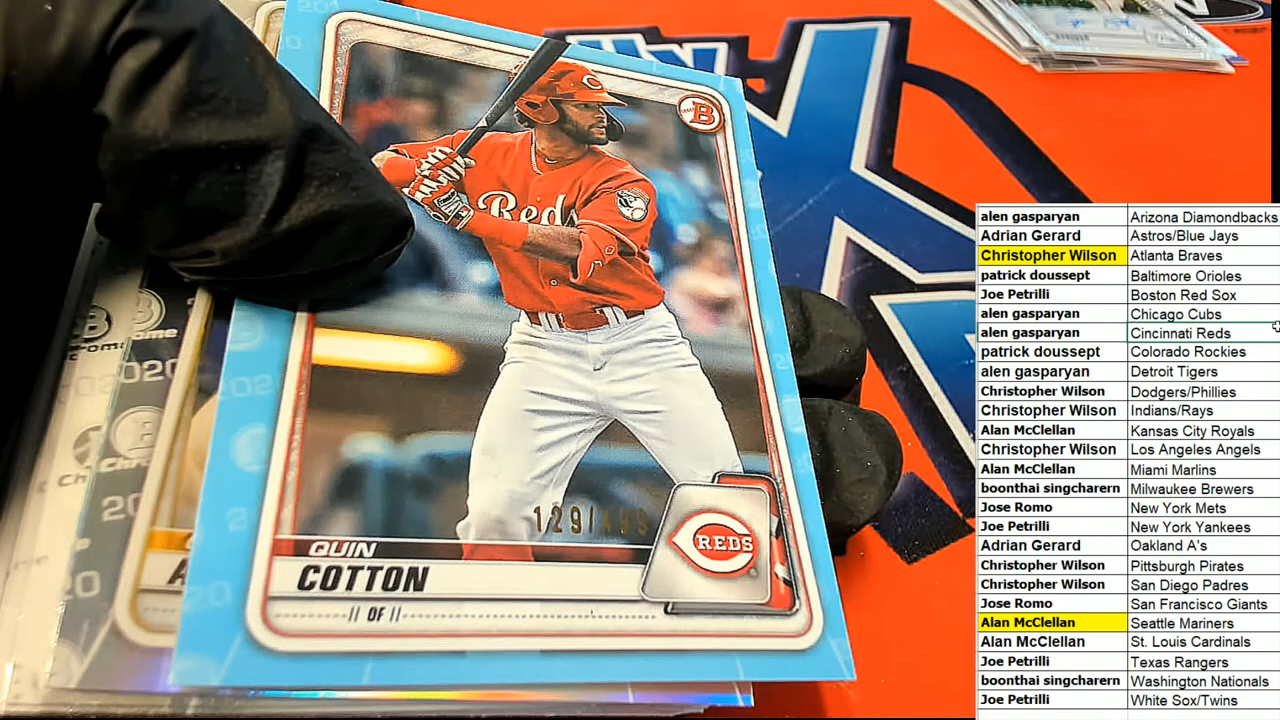 B
Reds
129/499
REDS
QUIN
COTTON
// OF //
2020
2020
alen gasparyan Arizona Diamondbacks
Adrian Gerard Astros/Blue Jays
Christopher Wilson Atlanta Braves
patrick doussept Baltimore Orioles
Joe Petrilli Boston Red Sox
alen gasparyan Chicago Cubs
alen gasparyan Cincinnati Reds
patrick doussept Colorado Rockies
alen gasparyan Detroit Tigers
Christopher Wilson Dodgers/Phillies
Christopher Wilson Indians/Rays
Alan McClellan Kansas City Royals
Christopher Wilson Los Angeles Angels
Alan McClellan Miami Marlins
boonthai singcharern Milwaukee Brewers
Jose Romo New York Mets
Joe Petrilli New York Yankees
Adrian Gerard Oakland A's
Christopher Wilson Pittsburgh Pirates
Christopher Wilson San Diego Padres
Jose Romo San Francisco Giants
Alan McClellan Seattle Mariners
Alan McClellan St. Louis Cardinals
Joe Petrilli Texas Rangers
boonthai singcharern Washington Nationals
Joe Petrilli White Sox/Twins